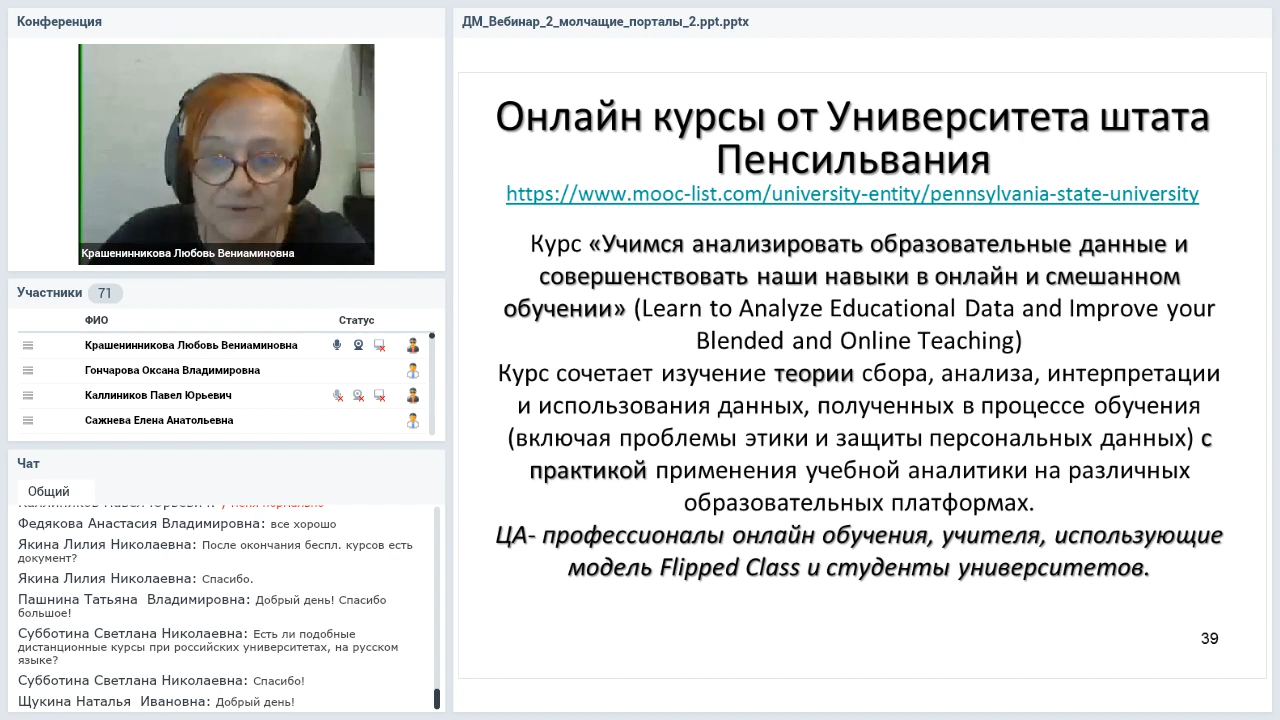 Конференция
Крашенинникова Любовь Вениаминовна
Участники 71
ФИО Статус
Крашенинникова Любовь Вениаминовна
Гончарова Оксана Владимировна
Каллиников Павел Юрьевич
Сажнева Елена Анатольевна
Чат
Общий
Федякова Анастасия Владимировна: все хорошо
Якина Лилия Николаевна: После окончания беспл. курсов есть
документ?
Якина Лилия Николаевна: Спасибо.
Пашнина Татьяна Владимировна: Добрый день! Спасибо
большое!
Субботина Светлана Николаевна: Есть ли подобные
дистанционные курсы при российских университетах, на русском
языке?
Субботина Светлана Николаевна: Спасибо!
Щукина Наталья Ивановна: Добрый день!
ДМ_Вебинар_2_молчащие_порталы_2.ppt.pptx
Онлайн курсы от Университета штата
Пенсильвания
https://www.mooc-list.com/university-entity/pennsylvania-state-university
Курс «Учимся анализировать образовательные данные и
совершенствовать наши навыки в онлайн и смешанном
обучении» (Learn to Analyze Educational Data and Improve your
Blended and Online Teaching)
Курс сочетает изучение теории сбора, анализа, интерпретации
и использования данных, полученных в процессе обучения
(включая проблемы этики и защиты персональных данных) с
практикой применения учебной аналитики на различных
образовательных платформах.
ЦА- профессионалы онлайн обучения, учителя, использующие
модель Flipped Class и студенты университетов.
39